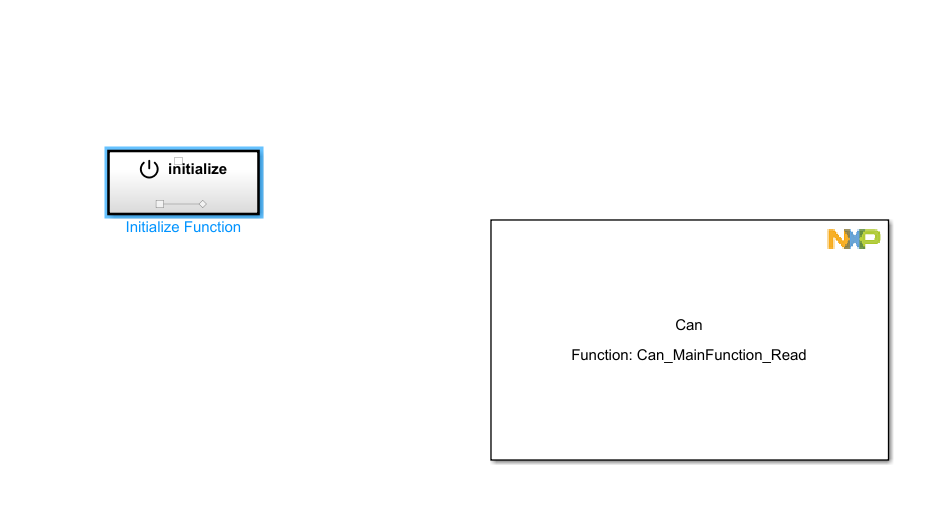 initialize
Initialize Function
NXP
Can
Function: Can_MainFunction_Read